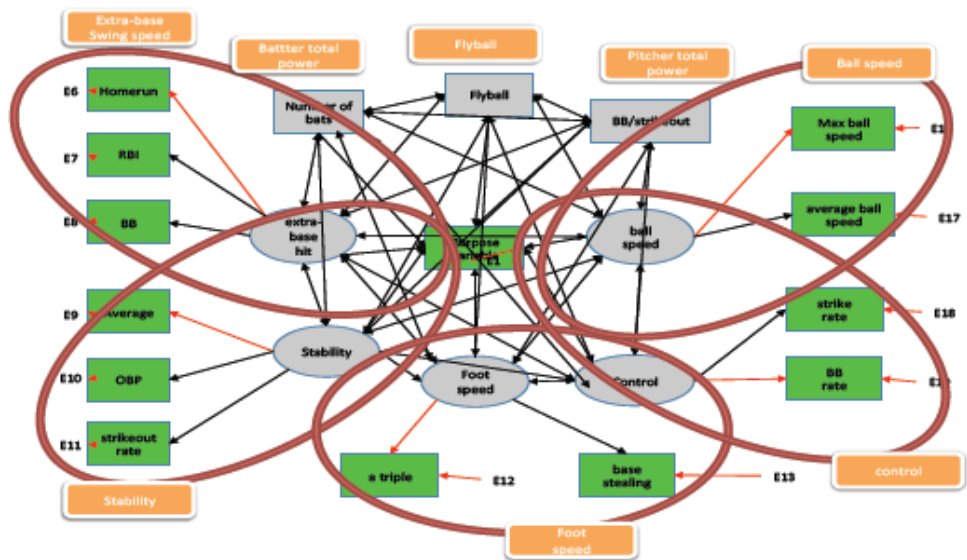 Extra-base
Swing speed
Battter total
power
Flyball
Pitcher total
power
Ball speed
E6
Homerun
Number of
bats
Flyball
BB/strikeout
Max ball
speed
E7
RBI
E8
BB
extra-
base
hit
E1
ball
speed
average ball
speed
E17
E9
Average
Stability
strike
rate
E18
E10
OBP
Foot
speed
Control
BB
rate
E11
strikeout
rate
a triple
E12
base
stealing
E13
control
Stability
Foot
speed